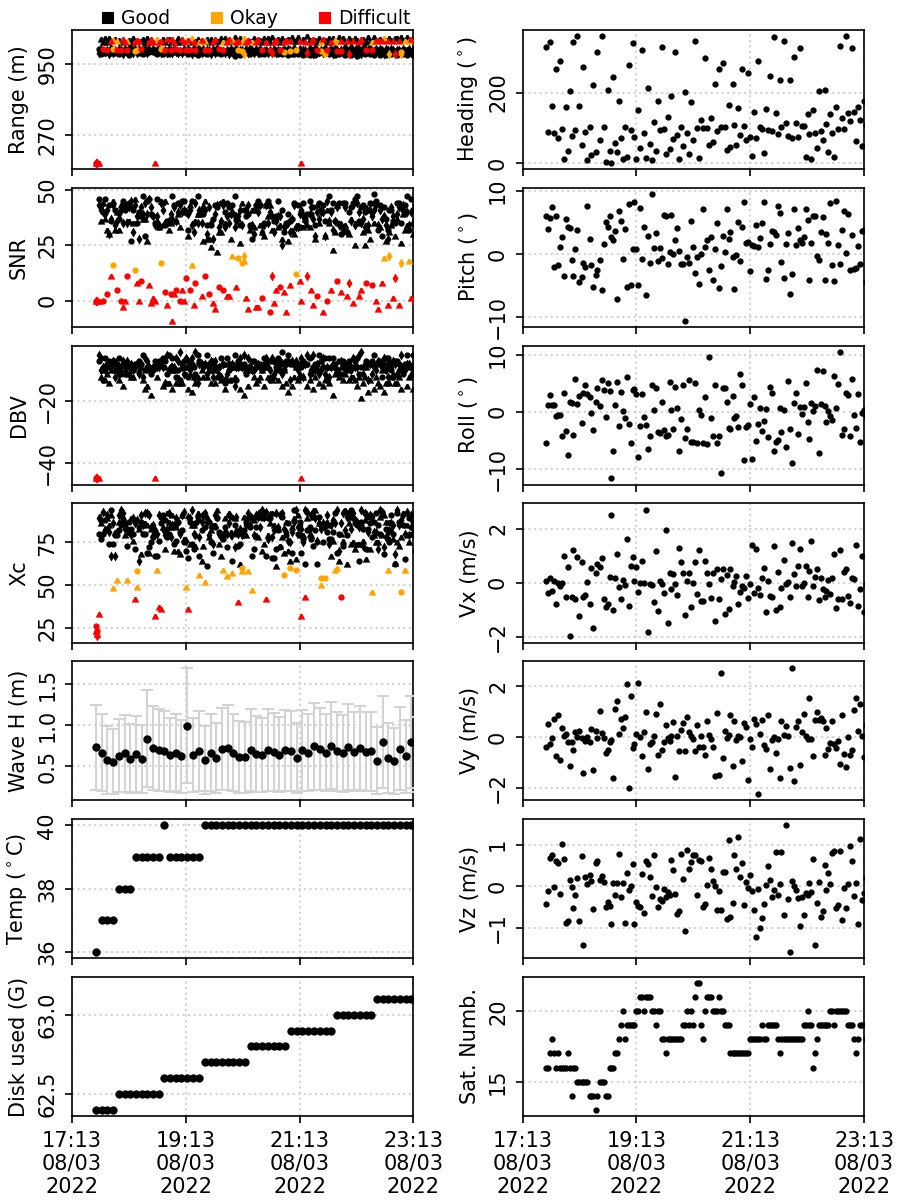 Good Okay Difficult
Range (m)
950
270
Heading (°)
200
0
SNR
50
25
0
Pitch (°)
10
0
−10
DBV
−20
−40
Roll (°)
10
0
−10
Xc
75
50
25
Vx (m/s)
2
0
−2
Wave H (m)
1.5
1.0
0.5
Vy (m/s)
2
0
−2
Temp (°C)
40
38
36
Vz (m/s)
1
0
−1
Disk used (G)
63.0
62.5
Sat. Numb.
20
15
17:13 19:13 21:13 23:13 17:13 19:13 21:13 23:13
08/03 08/03 08/03 08/03 08/03 08/03 08/03 08/03
2022 2022 2022 2022 2022 2022 2022 2022